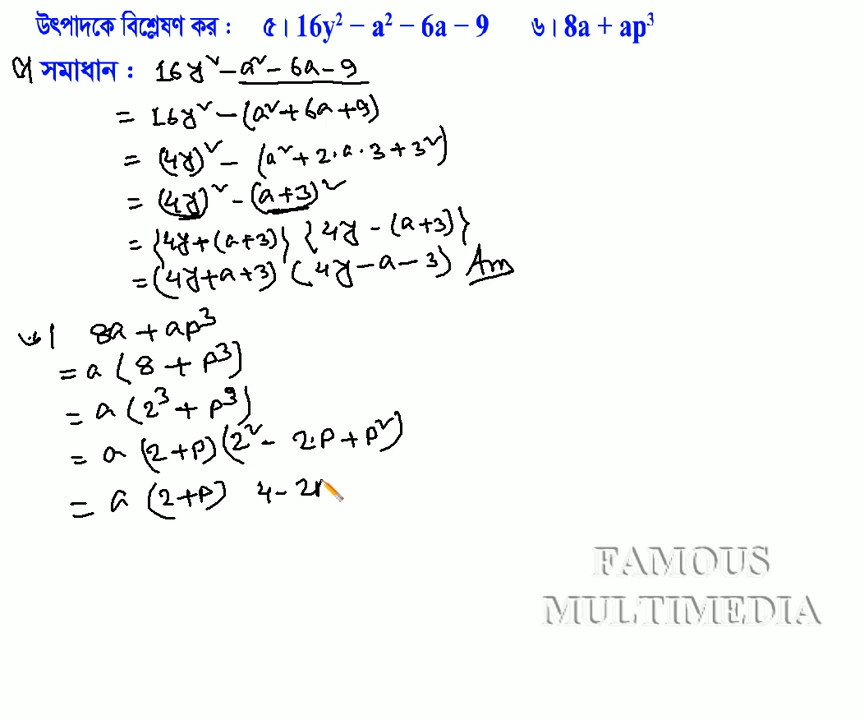 উৎপাদকে বিশ্লেষণ কর : ৫। 16y² − a² − 6a − 9 ৬। 8a + ap³
৫। সমাধান : 16y² − a² − 6a − 9
= 16y² − (a² + 6a + 9)
= (4y)² − (a² + 2·a·3 + 3²)
= (4y)² − (a+3)²
= {4y + (a+3)} {4y − (a+3)}
= (4y+a+3) (4y−a−3) Ans
৬। 8a + ap³
= a (8 + p³)
= a (2³ + p³)
= a (2+p) (2² − 2.p + p²)
= a (2+p) 4 − 2p
FAMOUS
MULTIMEDIA